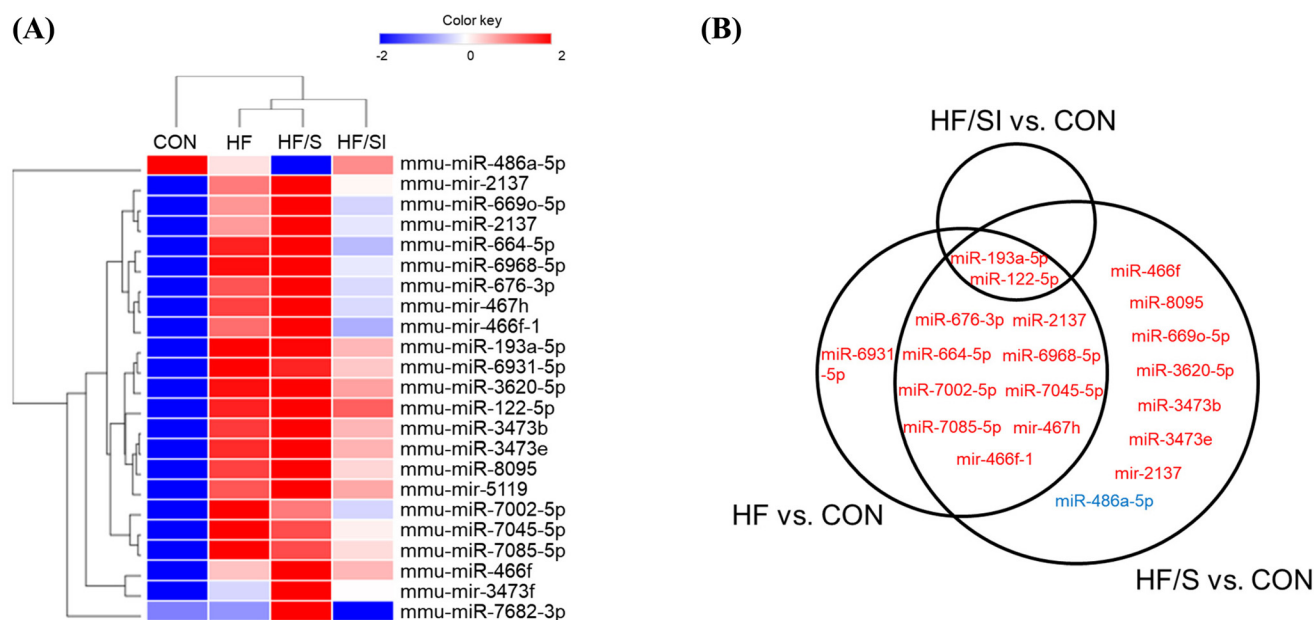 (A)
Color key
-2
0
2
CON
HF
HF/S
HF/SI
mmu-miR-486a-5p
mmu-mir-2137
mmu-miR-669o-5p
mmu-miR-2137
mmu-miR-664-5p
mmu-miR-6968-5p
mmu-miR-676-3p
mmu-mir-467h
mmu-mir-466f-1
mmu-miR-193a-5p
mmu-miR-6931-5p
mmu-miR-3620-5p
mmu-miR-122-5p
mmu-miR-3473b
mmu-miR-3473e
mmu-miR-8095
mmu-mir-5119
mmu-miR-7002-5p
mmu-miR-7045-5p
mmu-miR-7085-5p
mmu-miR-466f
mmu-mir-3473f
mmu-miR-7682-3p
(B)
HF/SI vs. CON
miR-193a-5p
miR-122-5p
miR-676-3p
miR-2137
miR-664-5p
miR-6968-5p
miR-7002-5p
miR-7045-5p
miR-7085-5p
mir-467h
mir-466f-1
miR-6931
-5p
miR-466f
miR-8095
miR-669o-5p
miR-3620-5p
miR-3473b
miR-3473e
mir-2137
miR-486a-5p
HF vs. CON
HF/S vs. CON